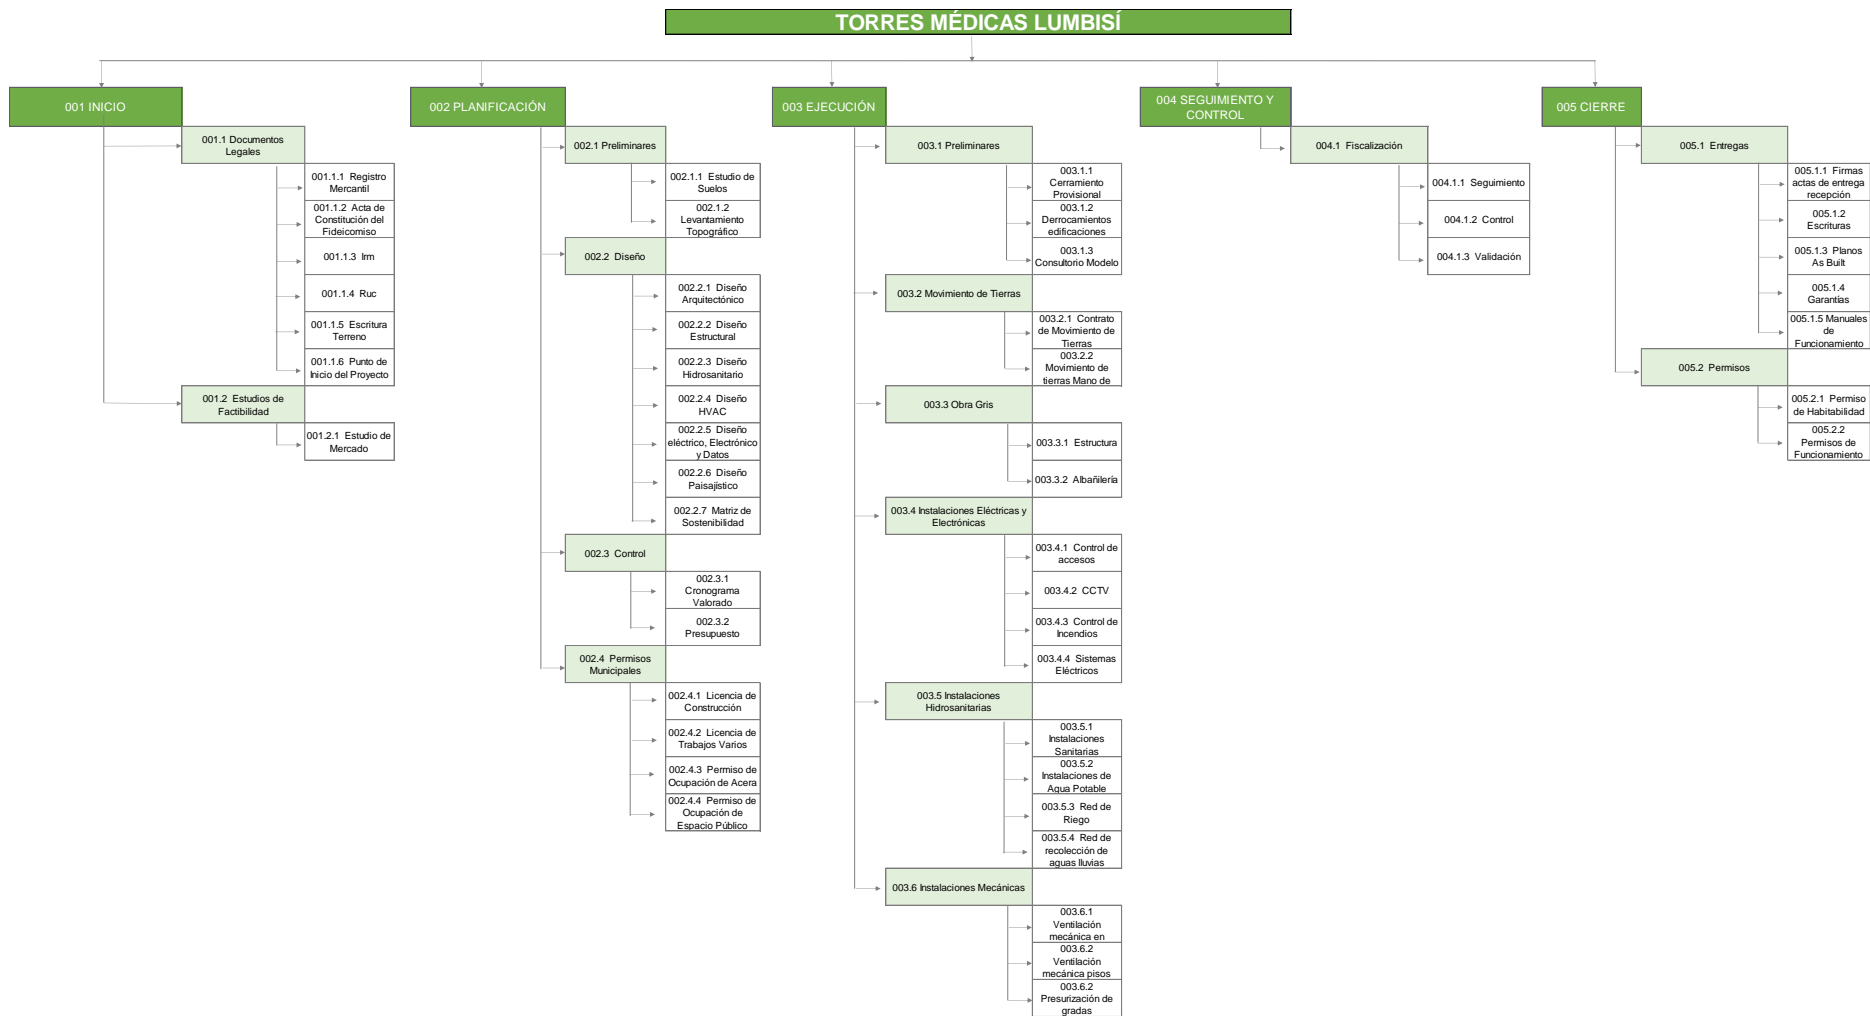 TORRES MÉDICAS LUMBISÍ
001 INICIO
001.1 Documentos
Legales
001.1.1 Registro
Mercantil
001.1.2 Acta de
Constitución del
Fideicomiso
001.1.3 Irm
001.1.4 Ruc
001.1.5 Escritura
Terreno
001.1.6 Punto de
Inicio del Proyecto
001.2 Estudios de
Factibilidad
001.2.1 Estudio de
Mercado
002 PLANIFICACIÓN
002.1 Preliminares
002.1.1 Estudio de
Suelos
002.1.2
Levantamiento
Topográfico
002.2 Diseño
002.2.1 Diseño
Arquitectónico
002.2.2 Diseño
Estructural
002.2.3 Diseño
Hidrosanitario
002.2.4 Diseño
HVAC
002.2.5 Diseño
eléctrico, Electrónico
y Datos
002.2.6 Diseño
Paisajístico
002.2.7 Matriz de
Sostenibilidad
002.3 Control
002.3.1
Cronograma
Valorado
002.3.2
Presupuesto
002.4 Permisos
Municipales
002.4.1 Licencia de
Construcción
002.4.2 Licencia de
Trabajos Varios
002.4.3 Permiso de
Ocupación de Acera
002.4.4 Permiso de
Ocupación de
Espacio Público
003 EJECUCIÓN
003.1 Preliminares
003.1.1
Cerramiento
Provisional
003.1.2
Derrocamientos
edificaciones
003.1.3
Consultorio Modelo
003.2 Movimiento de Tierras
003.2.1 Contrato
de Movimiento de
Tierras
003.2.2
Movimiento de
tierras Mano de
003.3 Obra Gris
003.3.1 Estructura
003.3.2 Albañilería
003.4 Instalaciones Eléctricas y
Electrónicas
003.4.1 Control de
accesos
003.4.2 CCTV
003.4.3 Control de
Incendios
003.4.4 Sistemas
Eléctricos
003.5 Instalaciones
Hidrosanitarias
003.5.1
Instalaciones
Sanitarias
003.5.2
Instalaciones de
Agua Potable
003.5.3 Red de
Riego
003.5.4 Red de
recolección de
aguas lluvias
003.6 Instalaciones Mecánicas
003.6.1
Ventilación
mecánica en
003.6.2
Ventilación
mecánica pisos
003.6.2
Presurización de
gradas
004 SEGUIMIENTO Y
CONTROL
004.1 Fiscalización
004.1.1 Seguimiento
004.1.2 Control
004.1.3 Validación
005 CIERRE
005.1 Entregas
005.1.1 Firmas
actas de entrega
recepción
005.1.2
Escrituras
005.1.3 Planos
As Built
005.1.4
Garantías
005.1.5 Manuales
de
Funcionamiento
005.2 Permisos
005.2.1 Permiso
de Habitabilidad
005.2.2
Permisos de
Funcionamiento